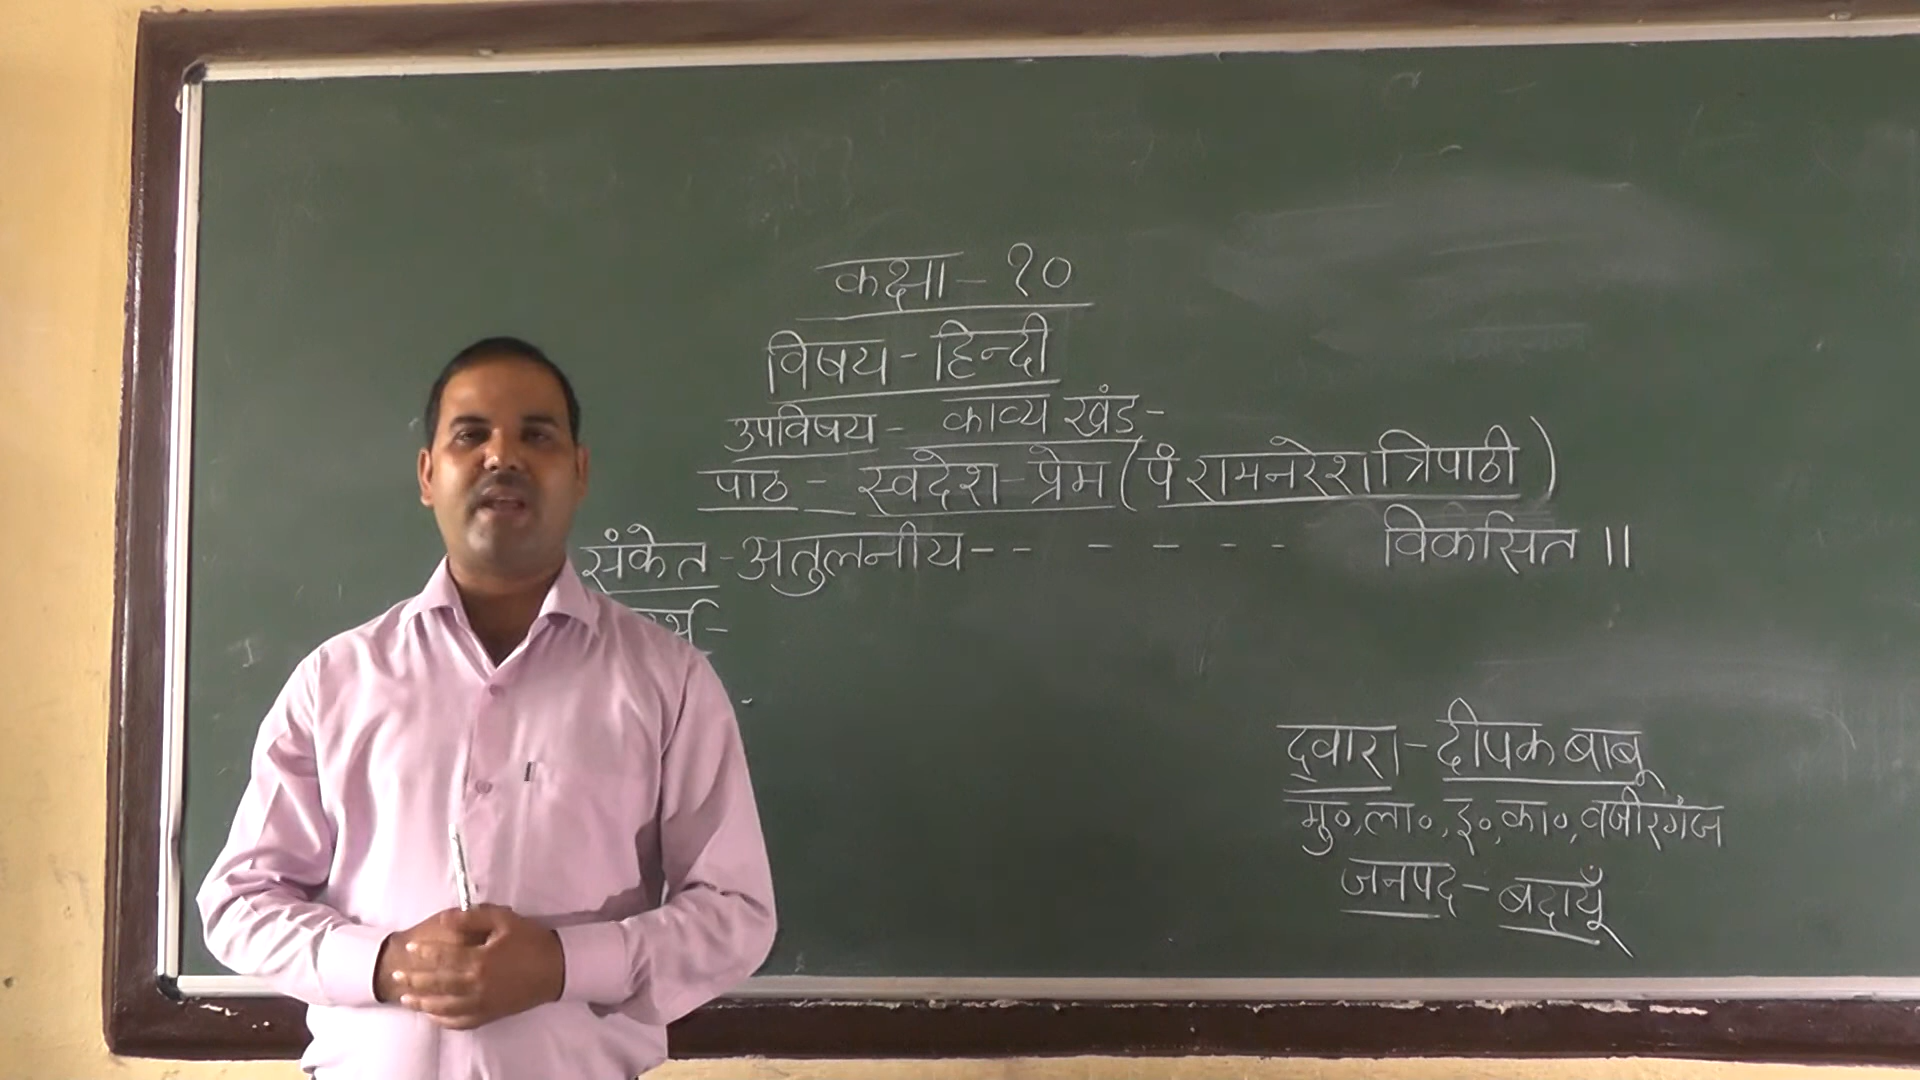 कक्षा - १०
विषय - हिन्दी
उपविषय - काव्य खंड -
पाठ - स्वदेश - प्रेम (पं रामनरेश त्रिपाठी)
संकेत - अतुलनीय - - - - - - विकसित ॥
द्वारा - दीपक बाबू
मु०,ला०,इ०,का०,वजीरगंज
जनपद - बदायूँ